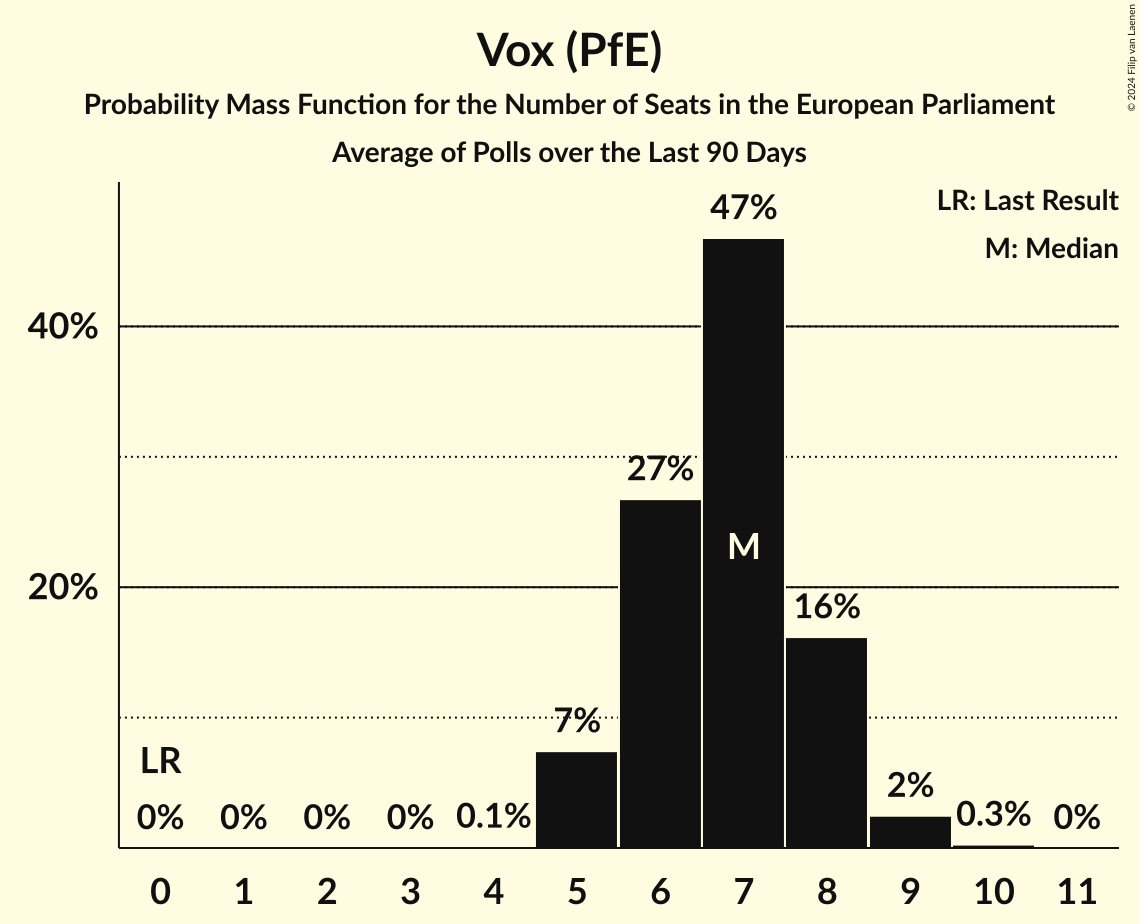 Vox (PfE)
Probability Mass Function for the Number of Seats in the European Parliament
Average of Polls over the Last 90 Days
© 2024 Filip van Laenen
LR: Last Result
M: Median
47%
40%
27%
M
20%
16%
7%
LR
2%
0% 0% 0% 0% 0.1% 0.3% 0%
0 1 2 3 4 5 6 7 8 9 10 11